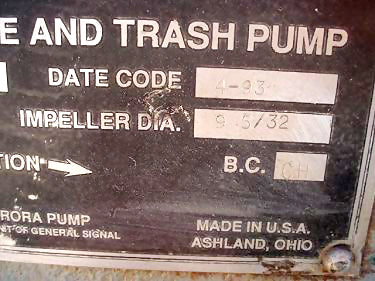 E AND TRASH PUMP
DATE CODE 4-93
IMPELLER DIA. 9 5/32
TION B.C. CH
RORA PUMP
NIT OF GENERAL SIGNAL
MADE IN U.S.A.
ASHLAND, OHIO